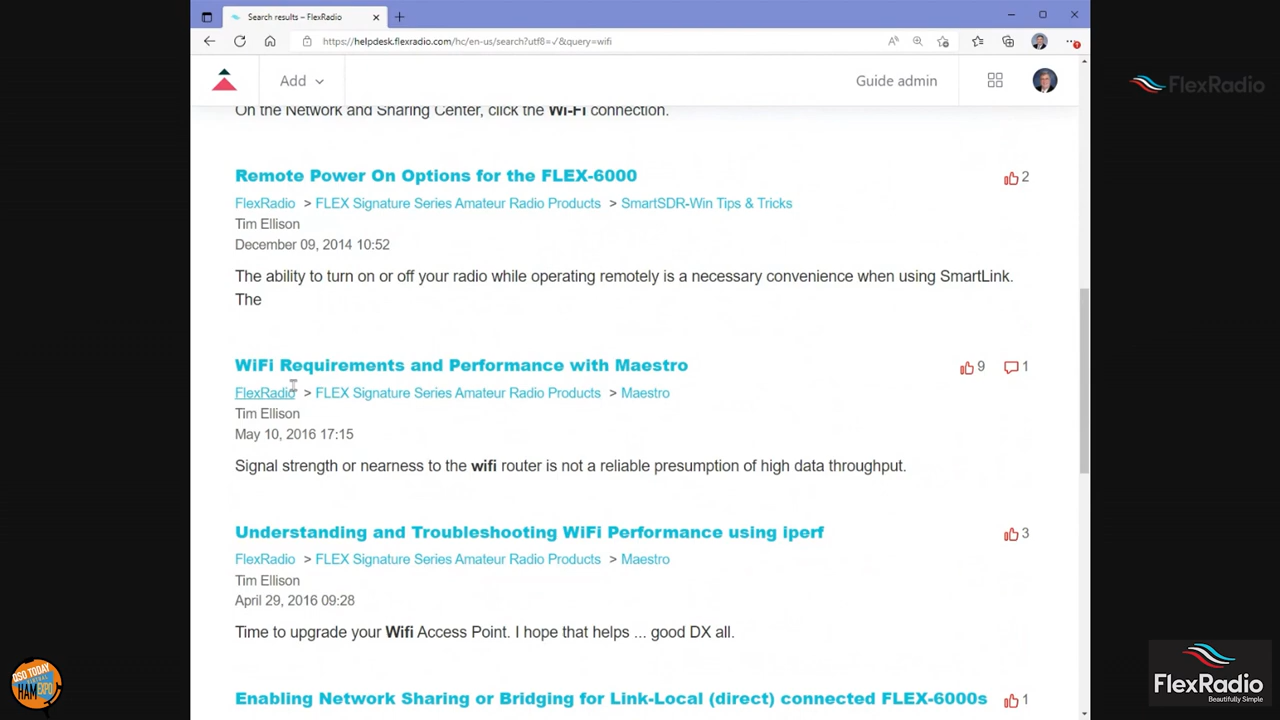 Search results – FlexRadio
https://helpdesk.flexradio.com/hc/en-us/search?utf8=✓&query=wifi
Add
Guide admin
FlexRadio
On the Network and Sharing Center, click the Wi-Fi connection.
Remote Power On Options for the FLEX-6000
2
FlexRadio > FLEX Signature Series Amateur Radio Products > SmartSDR-Win Tips & Tricks
Tim Ellison
December 09, 2014 10:52
The ability to turn on or off your radio while operating remotely is a necessary convenience when using SmartLink.
The
WiFi Requirements and Performance with Maestro
9 1
FlexRadio > FLEX Signature Series Amateur Radio Products > Maestro
Tim Ellison
May 10, 2016 17:15
Signal strength or nearness to the wifi router is not a reliable presumption of high data throughput.
Understanding and Troubleshooting WiFi Performance using iperf
3
FlexRadio > FLEX Signature Series Amateur Radio Products > Maestro
Tim Ellison
April 29, 2016 09:28
Time to upgrade your Wifi Access Point. I hope that helps ... good DX all.
Enabling Network Sharing or Bridging for Link-Local (direct) connected FLEX-6000s
1
QSO TODAY
VIRTUAL
HAM EXPO
FlexRadio
Beautifully Simple